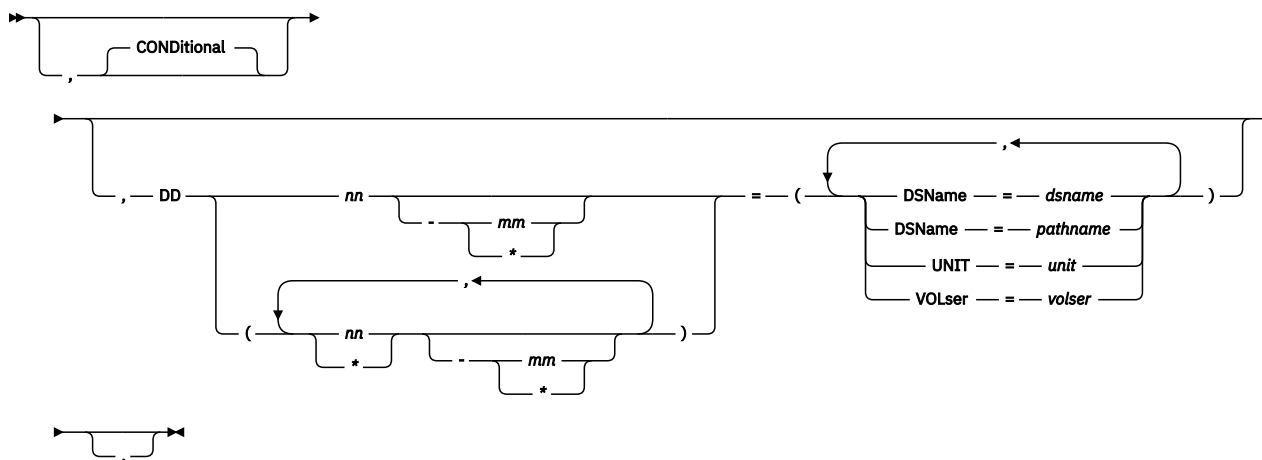 CONDitional
,
,
, DD nn = ( DSName = dsname )
- mm
*
DSName = pathname
UNIT = unit
VOLser = volser
,
( nn )
* - mm
*
,